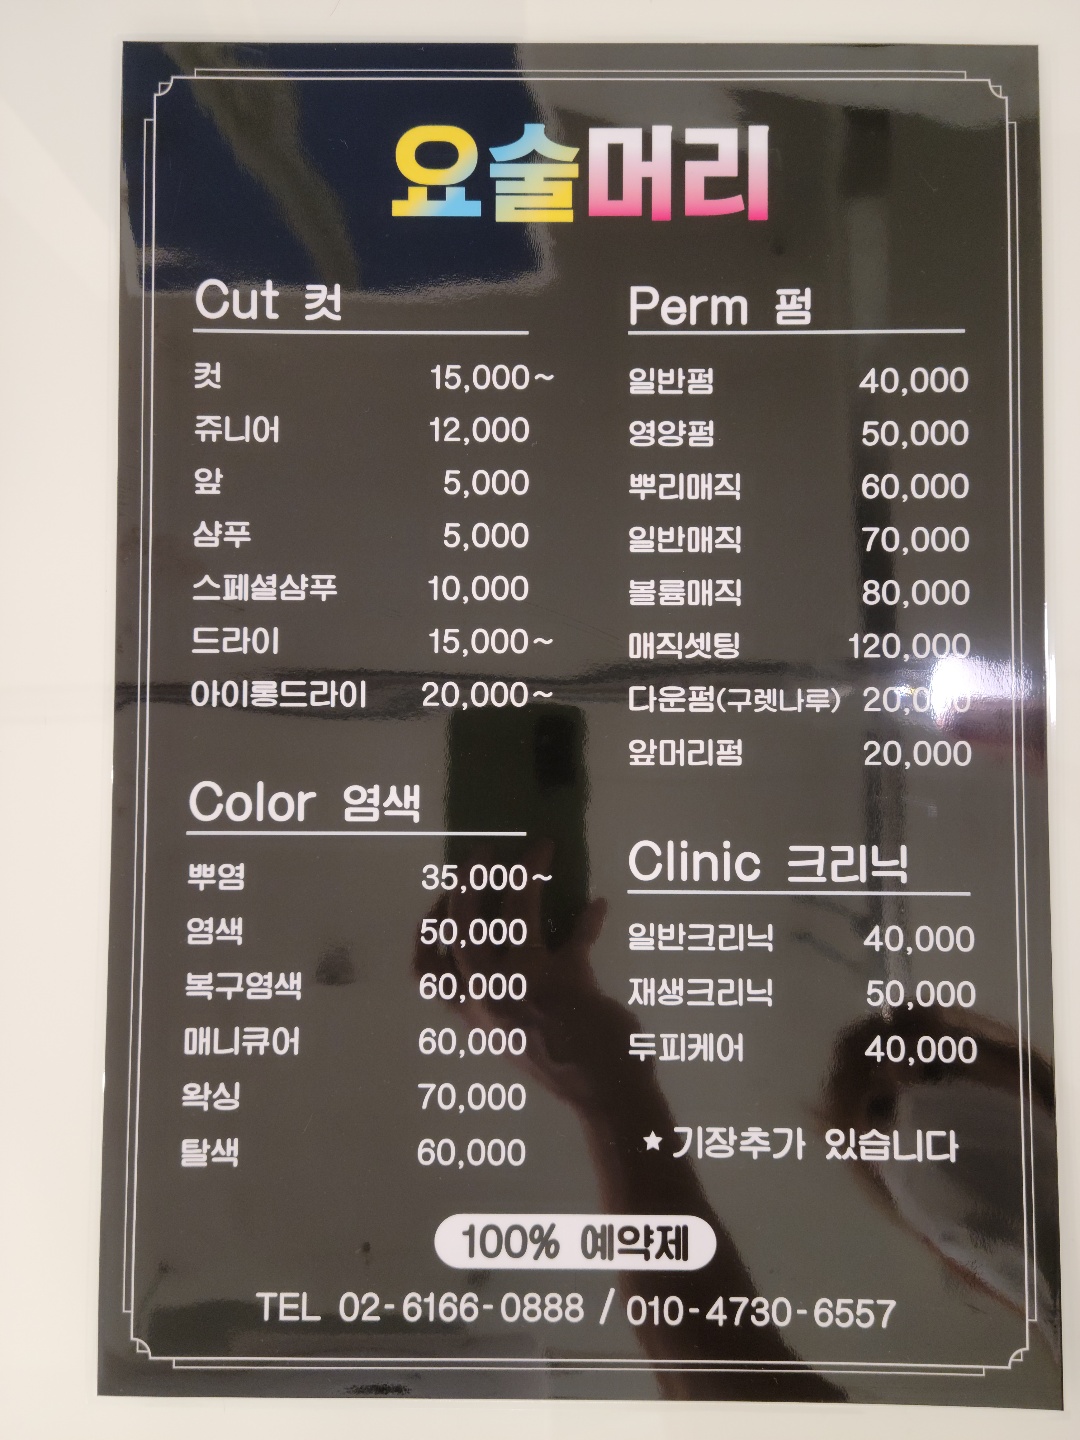 요술머리
Cut 컷
컷 15,000~
쥬니어 12,000
앞 5,000
샴푸 5,000
스페셜샴푸 10,000
드라이 15,000~
아이롱드라이 20,000~
Color 염색
뿌염 35,000~
염색 50,000
복구염색 60,000
매니큐어 60,000
왁싱 70,000
탈색 60,000
Perm 펌
일반펌 40,000
영양펌 50,000
뿌리매직 60,000
일반매직 70,000
볼륨매직 80,000
매직셋팅 120,000
다운펌(구렛나루) 20,000
앞머리펌 20,000
Clinic 크리닉
일반크리닉 40,000
재생크리닉 50,000
두피케어 40,000
★기장추가 있습니다
100% 예약제
TEL 02-6166-0888 / 010-4730-6557